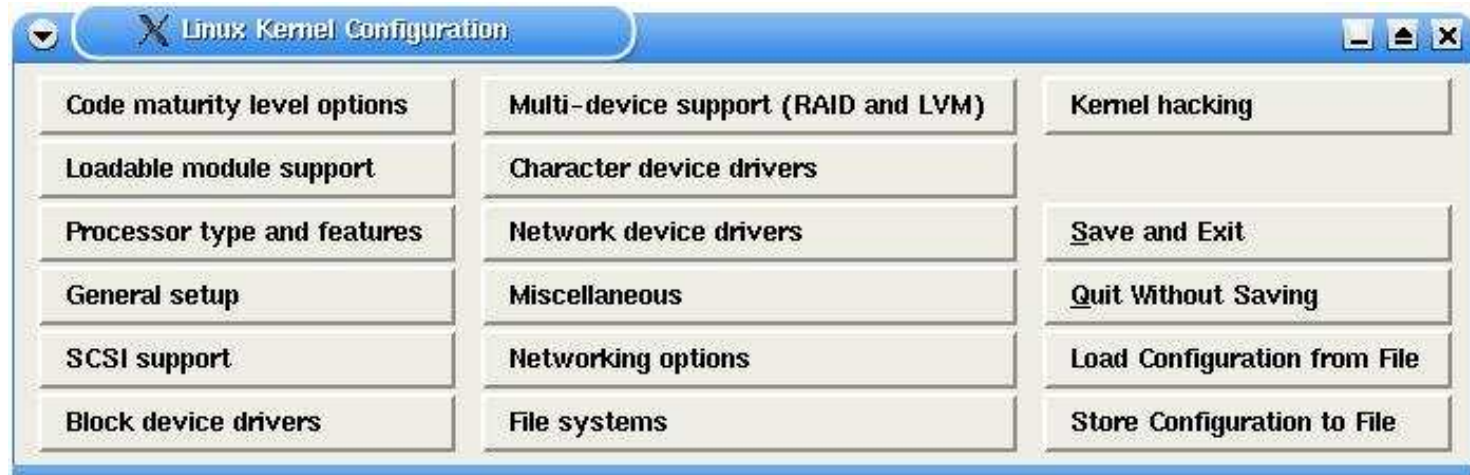 Linux Kernel Configuration
Code maturity level options
Loadable module support
Processor type and features
General setup
SCSI support
Block device drivers
Multi-device support (RAID and LVM)
Character device drivers
Network device drivers
Miscellaneous
Networking options
File systems
Kernel hacking
Save and Exit
Quit Without Saving
Load Configuration from File
Store Configuration to File